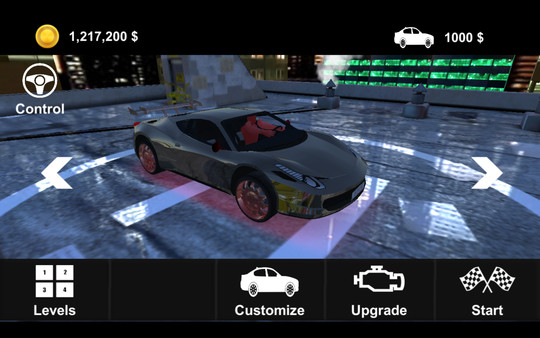 1,217,200 $
1000 $
Control
1 2
3 4
Levels
Customize
Upgrade
Start